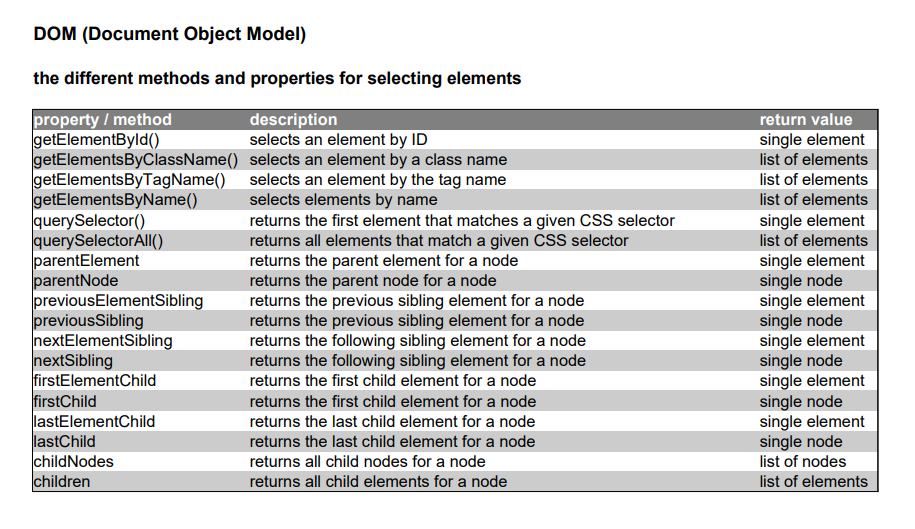 DOM (Document Object Model)
the different methods and properties for selecting elements
property / method description return value
getElementById() selects an element by ID single element
getElementsByClassName() selects an element by a class name list of elements
getElementsByTagName() selects an element by the tag name list of elements
getElementsByName() selects elements by name list of elements
querySelector() returns the first element that matches a given CSS selector single element
querySelectorAll() returns all elements that match a given CSS selector list of elements
parentElement returns the parent element for a node single element
parentNode returns the parent node for a node single node
previousElementSibling returns the previous sibling element for a node single element
previousSibling returns the previous sibling element for a node single node
nextElementSibling returns the following sibling element for a node single element
nextSibling returns the following sibling element for a node single node
firstElementChild returns the first child element for a node single element
firstChild returns the first child element for a node single node
lastElementChild returns the last child element for a node single element
lastChild returns the last child element for a node single node
childNodes returns all child nodes for a node list of nodes
children returns all child elements for a node list of elements